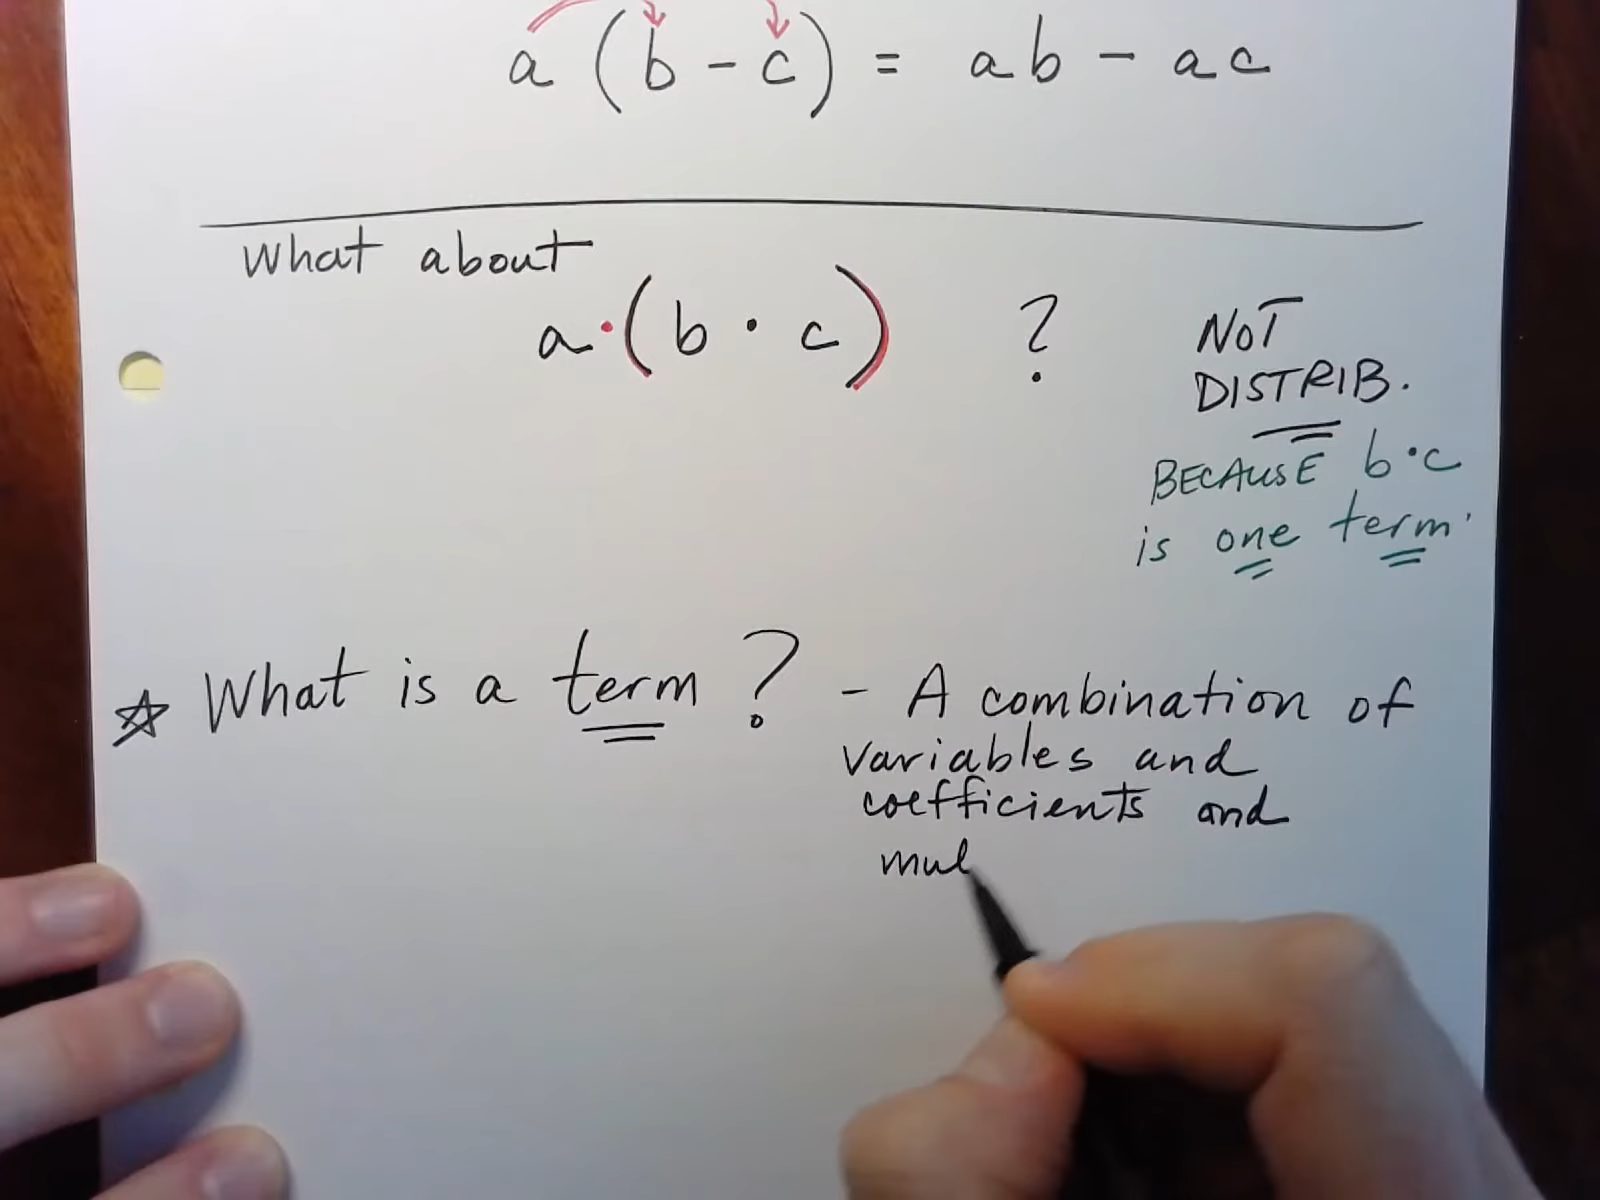 a (b - c) = ab - ac
What about
a·(b · c) ?
NOT
DISTRIB.
BECAUSE b·c
is one term.
☆ What is a term? - A combination of
variables and
coefficients and
mul